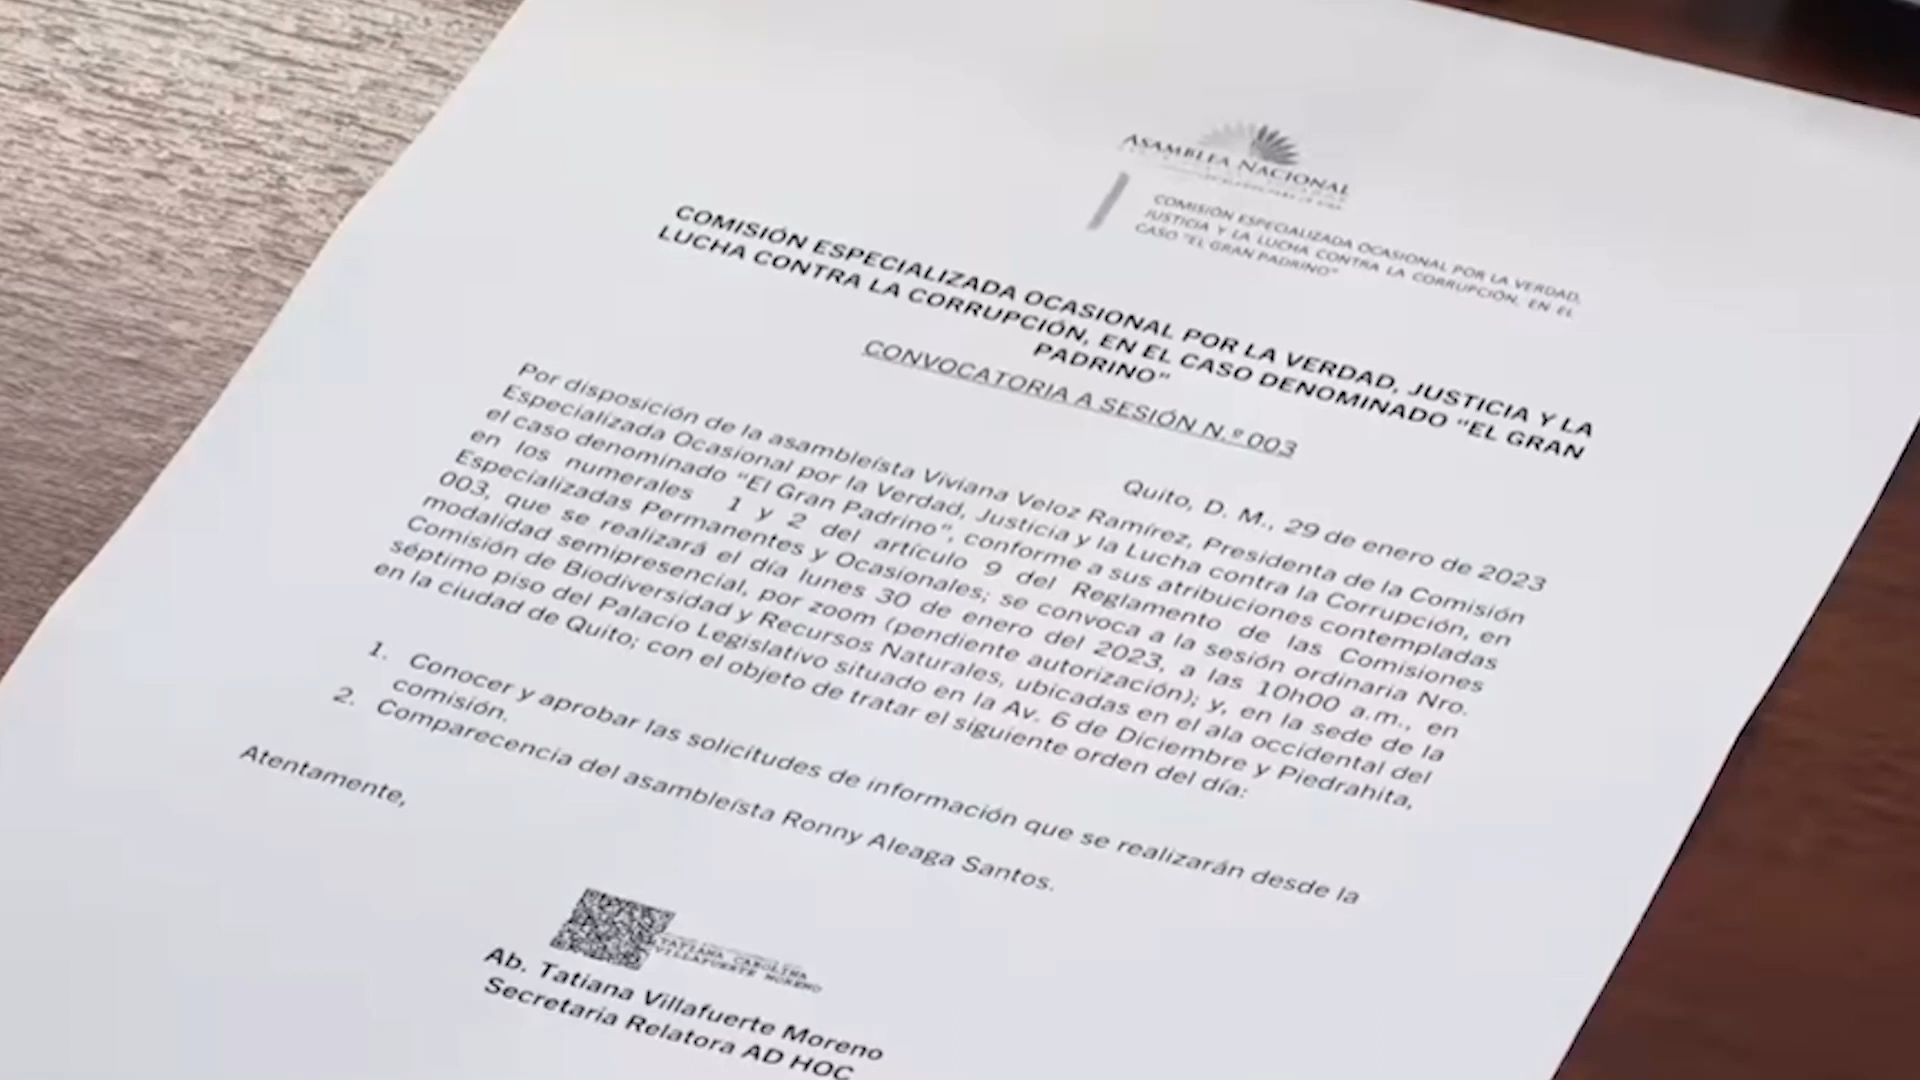 ASAMBLEA NACIONAL
COMISIÓN ESPECIALIZADA OCASIONAL POR LA VERDAD,
JUSTICIA Y LA LUCHA CONTRA LA CORRUPCIÓN, EN EL
CASO "EL GRAN PADRINO"
COMISIÓN ESPECIALIZADA OCASIONAL POR LA VERDAD, JUSTICIA Y LA
LUCHA CONTRA LA CORRUPCIÓN, EN EL CASO DENOMINADO "EL GRAN
PADRINO"
CONVOCATORIA A SESIÓN N.º 003
Quito, D. M., 29 de enero de 2023
Por disposición de la asambleísta Viviana Veloz Ramírez, Presidenta de la Comisión
Especializada Ocasional por la Verdad, Justicia y la Lucha contra la Corrupción, en
el caso denominado "El Gran Padrino", conforme a sus atribuciones contempladas
en los numerales 1 y 2 del artículo 9 del Reglamento de las Comisiones
Especializadas Permanentes y Ocasionales; se convoca a la sesión ordinaria Nro.
003, que se realizará el día lunes 30 de enero del 2023, a las 10h00 a.m., en
modalidad semipresencial, por zoom (pendiente autorización); y, en la sede de la
Comisión de Biodiversidad y Recursos Naturales, ubicadas en el ala occidental del
séptimo piso del Palacio Legislativo situado en la Av. 6 de Diciembre y Piedrahita,
en la ciudad de Quito; con el objeto de tratar el siguiente orden del día:
1. Conocer y aprobar las solicitudes de información que se realizarán desde la
comisión.
2. Comparecencia del asambleísta Ronny Aleaga Santos.
Atentamente,
TATIANA CAROLINA
VILLAFUERTE MORENO
Ab. Tatiana Villafuerte Moreno
Secretaria Relatora AD HOC